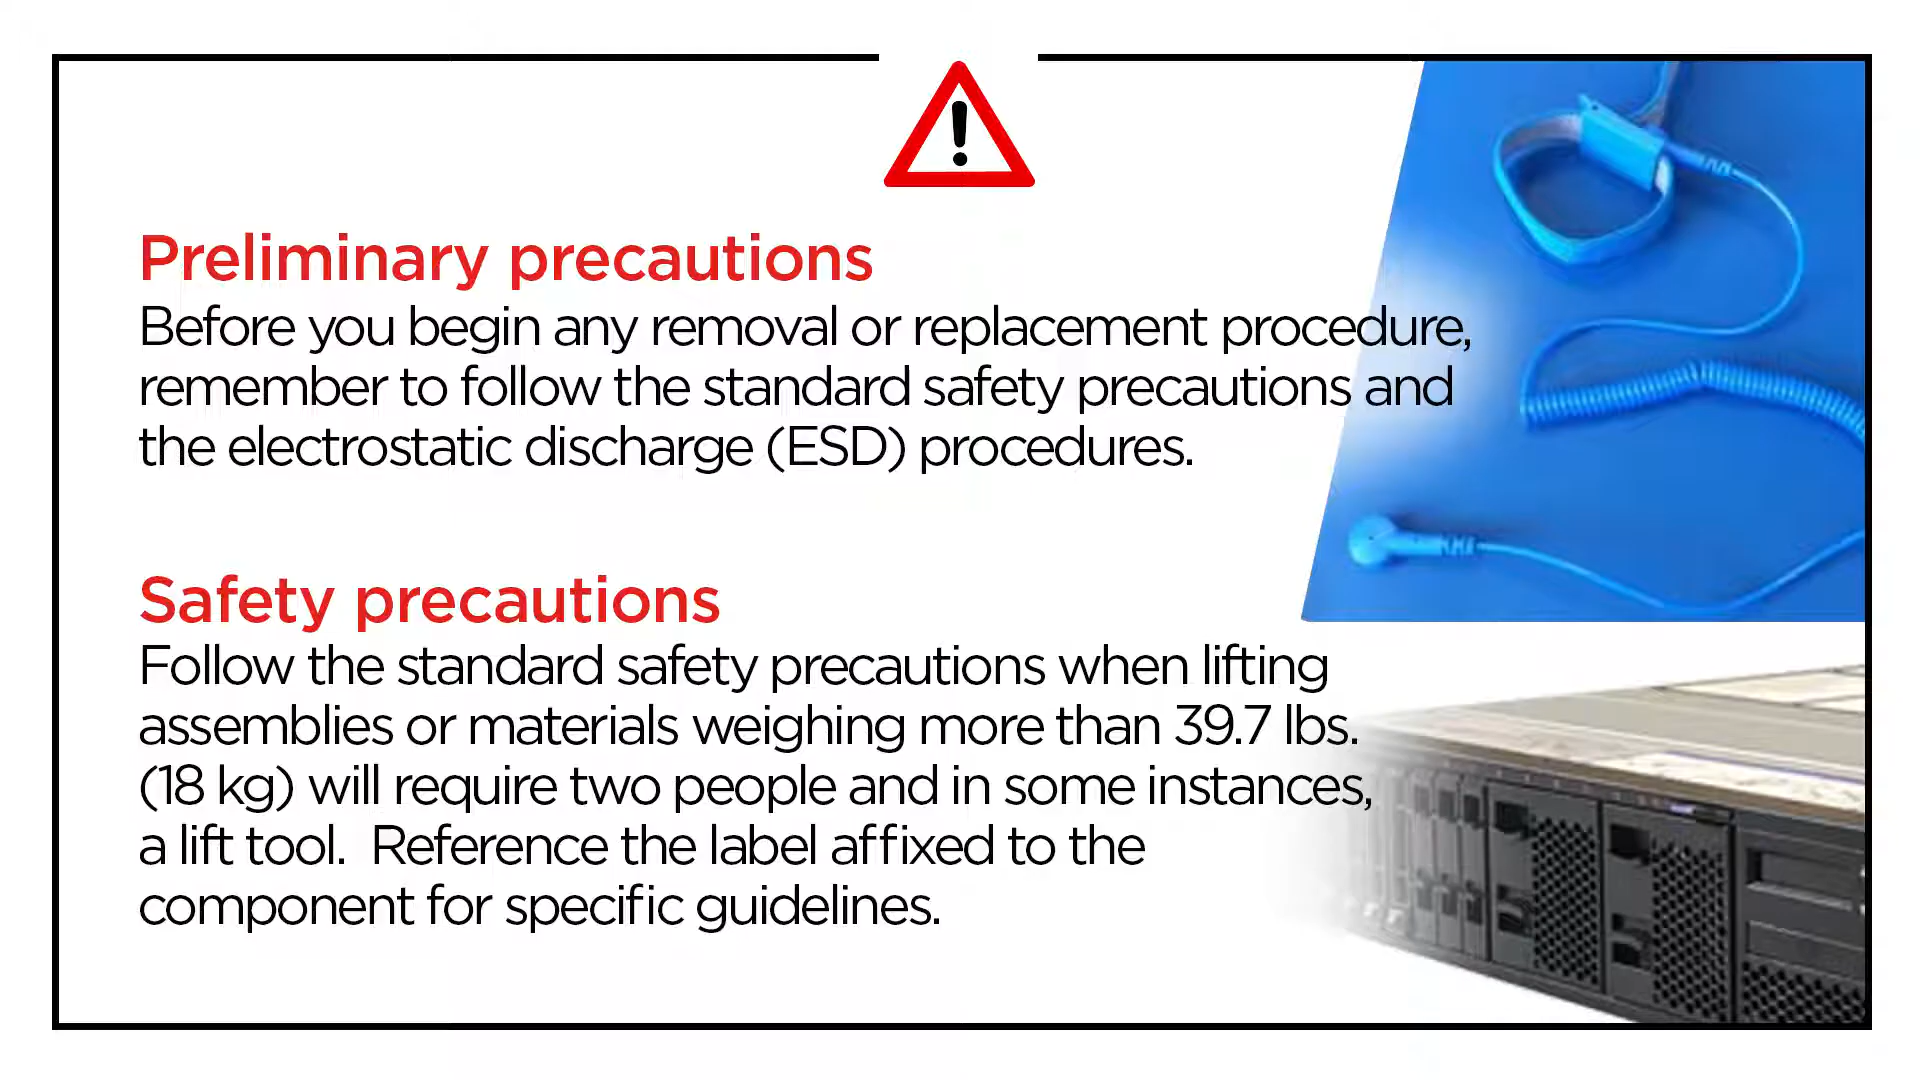 Preliminary precautions
Before you begin any removal or replacement procedure,
remember to follow the standard safety precautions and
the electrostatic discharge (ESD) procedures.
Safety precautions
Follow the standard safety precautions when lifting
assemblies or materials weighing more than 39.7 lbs.
(18 kg) will require two people and in some instances,
a lift tool.  Reference the label affixed to the
component for specific guidelines.